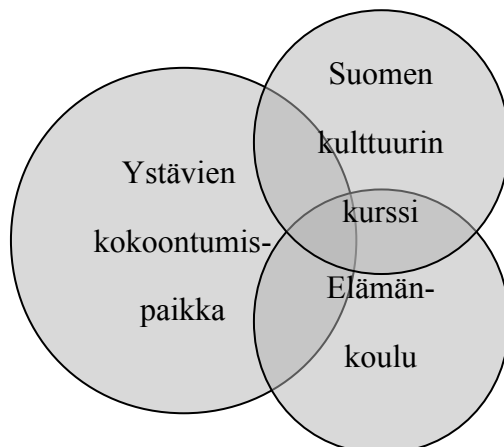 Ystävien
kokoontumis-
paikka
Suomen
kulttuurin
kurssi
Elämän-
koulu